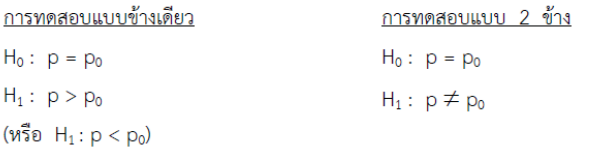 การทดสอบแบบข้างเดียว
H₀ : p = p₀
H₁ : p > p₀
(หรือ H₁ : p < p₀)
การทดสอบแบบ 2 ข้าง
H₀ : p = p₀
H₁ : p ≠ p₀